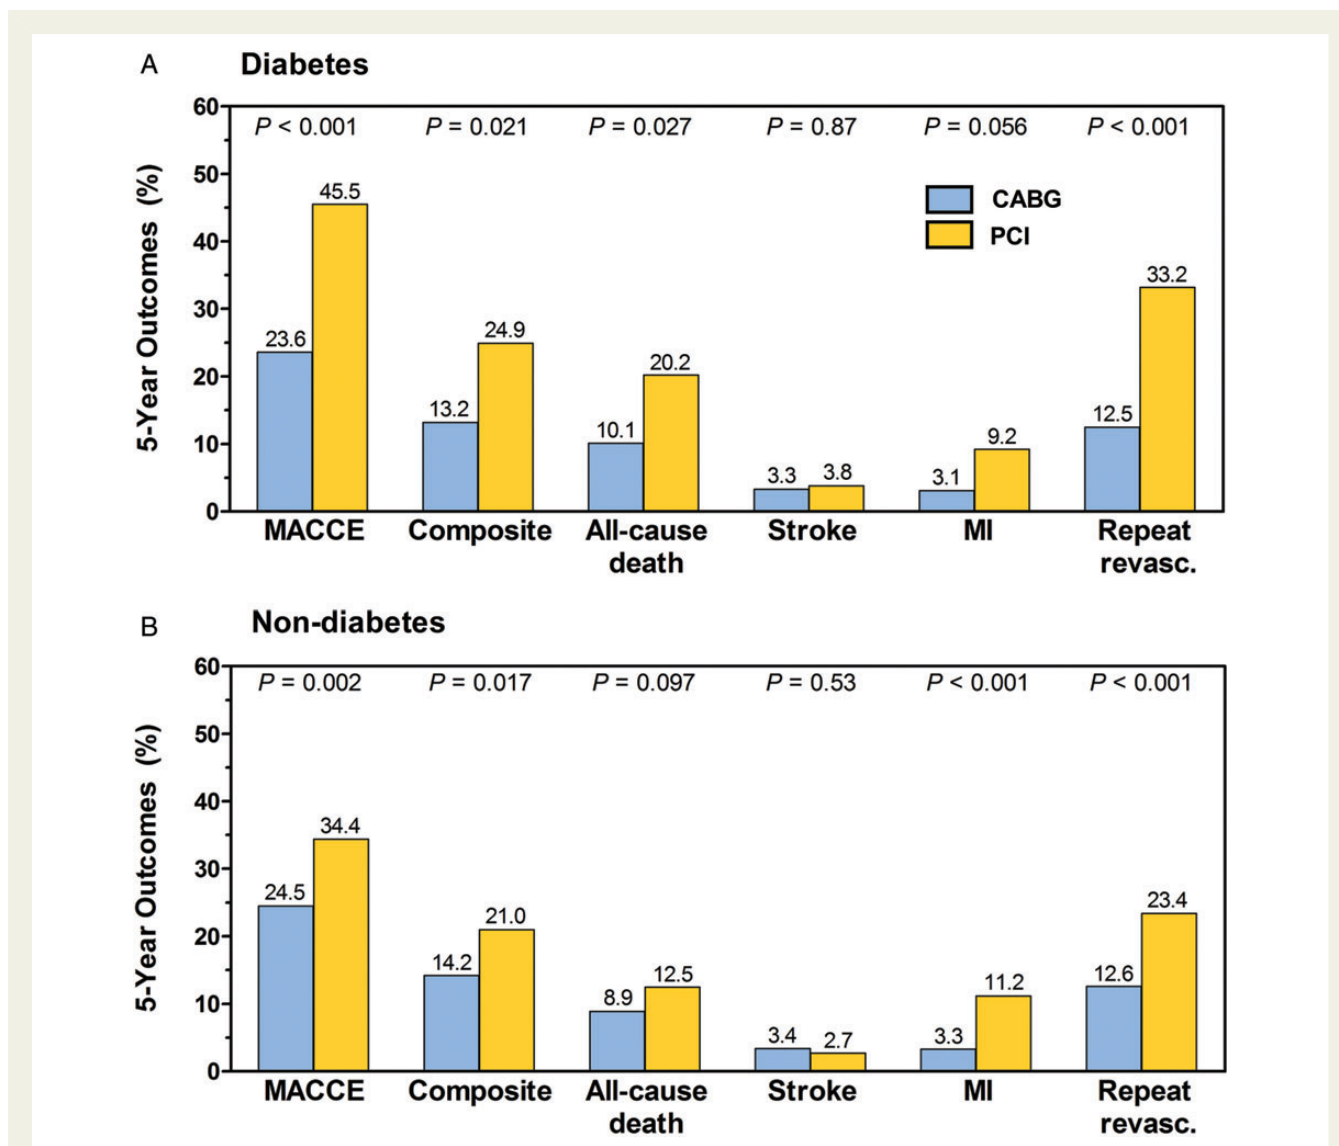 A Diabetes
5-Year Outcomes (%)
60
50
40
30
20
10
0
P < 0.001 P = 0.021 P = 0.027 P = 0.87 P = 0.056 P < 0.001
CABG
PCI
23.6 45.5 13.2 24.9 10.1 20.2 3.3 3.8 3.1 9.2 12.5 33.2
MACCE Composite All-cause Stroke MI Repeat
death revasc.
B Non-diabetes
5-Year Outcomes (%)
60
50
40
30
20
10
0
P = 0.002 P = 0.017 P = 0.097 P = 0.53 P < 0.001 P < 0.001
24.5 34.4 14.2 21.0 8.9 12.5 3.4 2.7 3.3 11.2 12.6 23.4
MACCE Composite All-cause Stroke MI Repeat
death revasc.